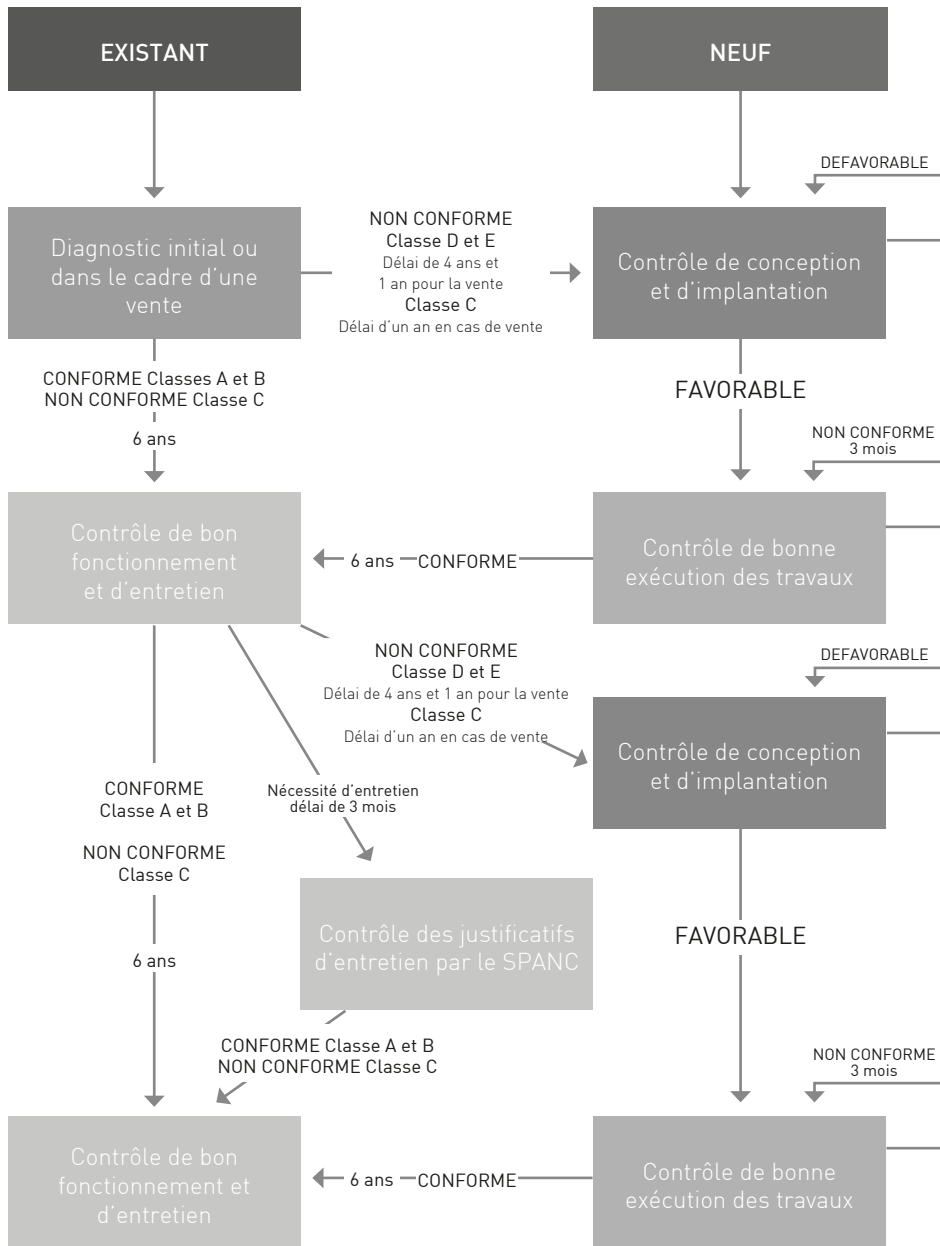 EXISTANT
NEUF
DEFAVORABLE
Diagnostic initial ou
dans le cadre d'une
vente
NON CONFORME
Classe D et E
Délai de 4 ans et
1 an pour la vente
Classe C
Délai d'un an en cas de vente
Contrôle de conception
et d'implantation
CONFORME Classes A et B
NON CONFORME Classe C
6 ans
FAVORABLE
NON CONFORME
3 mois
Contrôle de bon
fonctionnement
et d'entretien
6 ans
CONFORME
Contrôle de bonne
exécution des travaux
NON CONFORME
Classe D et E
Délai de 4 ans et 1 an pour la vente
Classe C
Délai d'un an en cas de vente
DEFAVORABLE
Contrôle de conception
et d'implantation
CONFORME
Classe A et B
NON CONFORME
Classe C
6 ans
Nécessité d'entretien
délai de 3 mois
Contrôle des justificatifs
d'entretien par le SPANC
FAVORABLE
CONFORME Classe A et B
NON CONFORME Classe C
NON CONFORME
3 mois
Contrôle de bon
fonctionnement et
d'entretien
6 ans
CONFORME
Contrôle de bonne
exécution des travaux